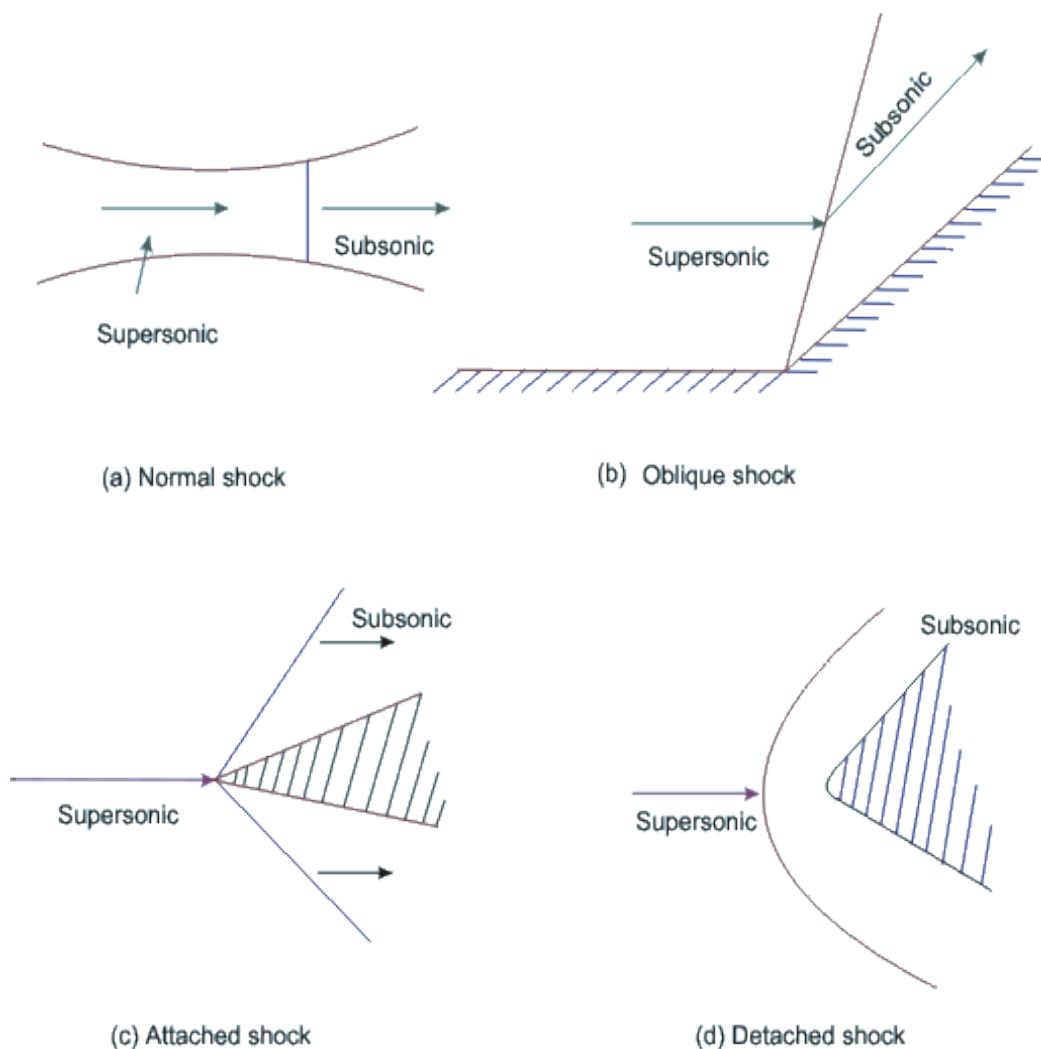 Subsonic
Subsonic
Supersonic
Supersonic
(a) Normal shock
(b) Oblique shock
Subsonic
Supersonic
Subsonic
Supersonic
(c) Attached shock
(d) Detached shock